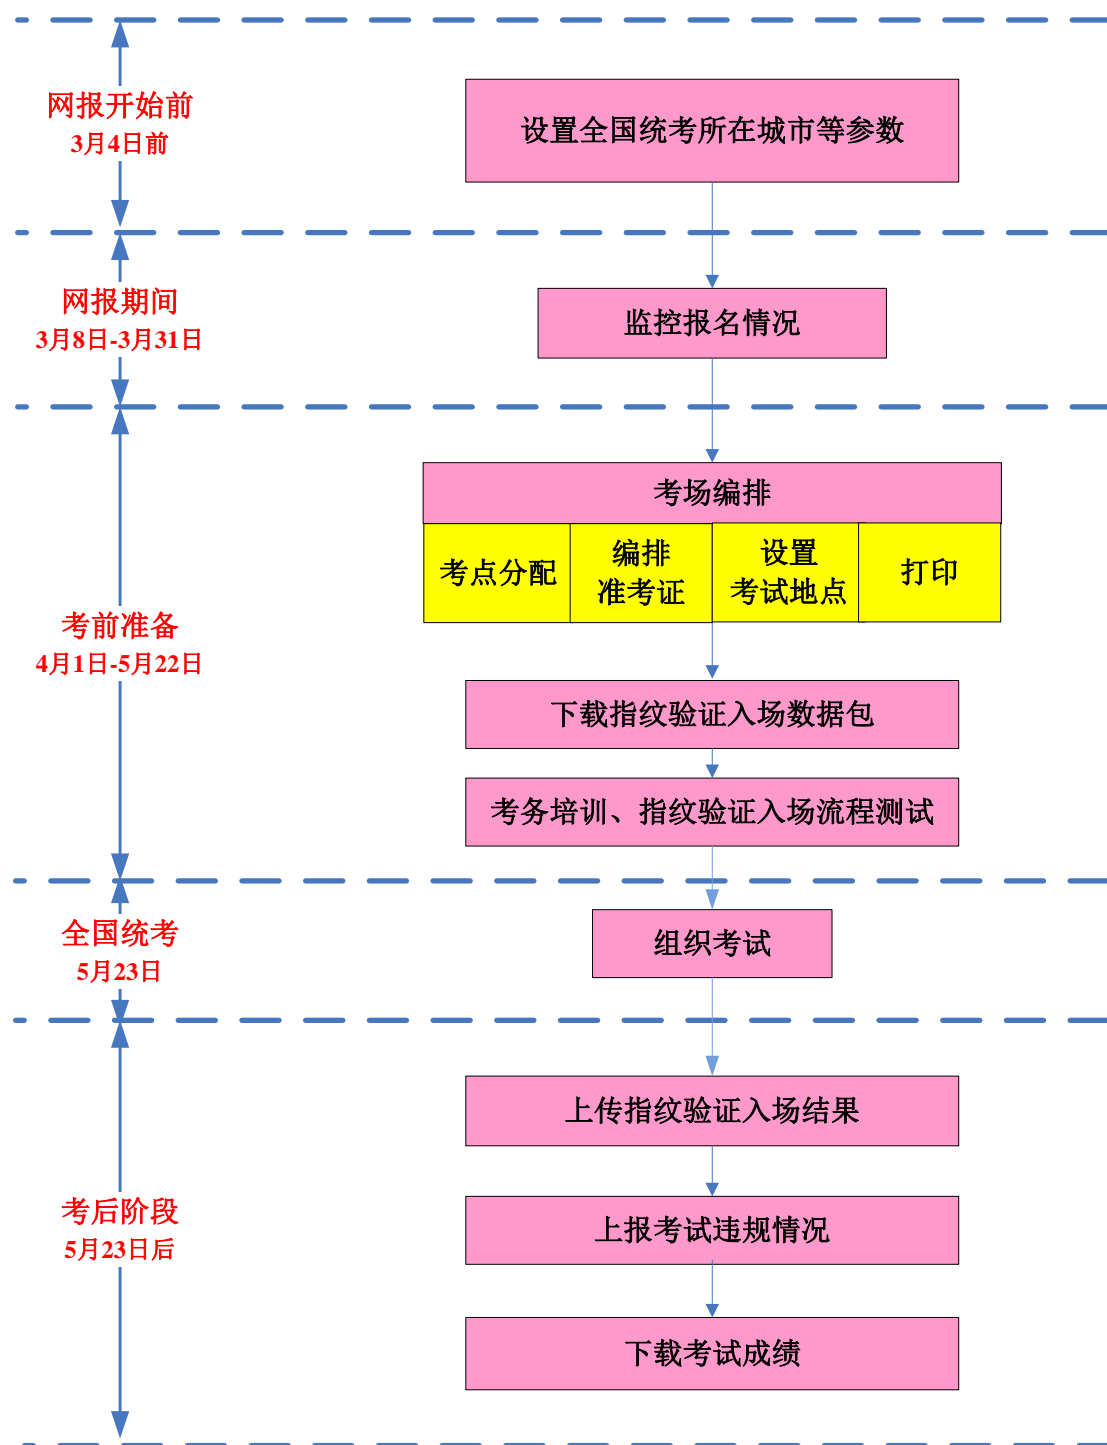 网报开始前
3月4日前
设置全国统考所在城市等参数
网报期间
3月8日-3月31日
监控报名情况
考场编排
考点分配
编排
准考证
设置
考试地点
打印
考前准备
4月1日-5月22日
下载指纹验证入场数据包
考务培训、指纹验证入场流程测试
全国统考
5月23日
组织考试
上传指纹验证入场结果
考后阶段
5月23日后
上报考试违规情况
下载考试成绩